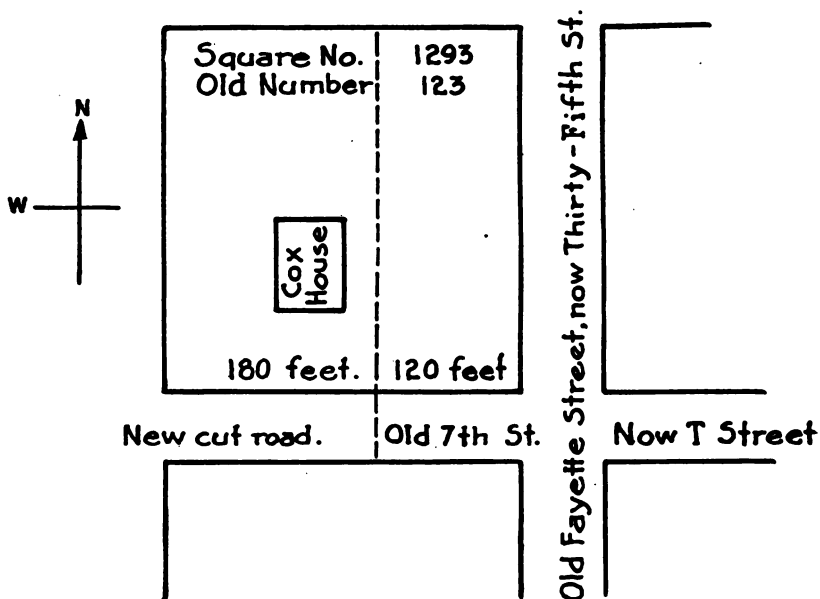 Square No. 1293
Old Number 123
N
W
Cox
House
180 feet. 120 feet
New cut road. Old 7th St. Now T Street
Old Fayette Street, now Thirty-Fifth St.